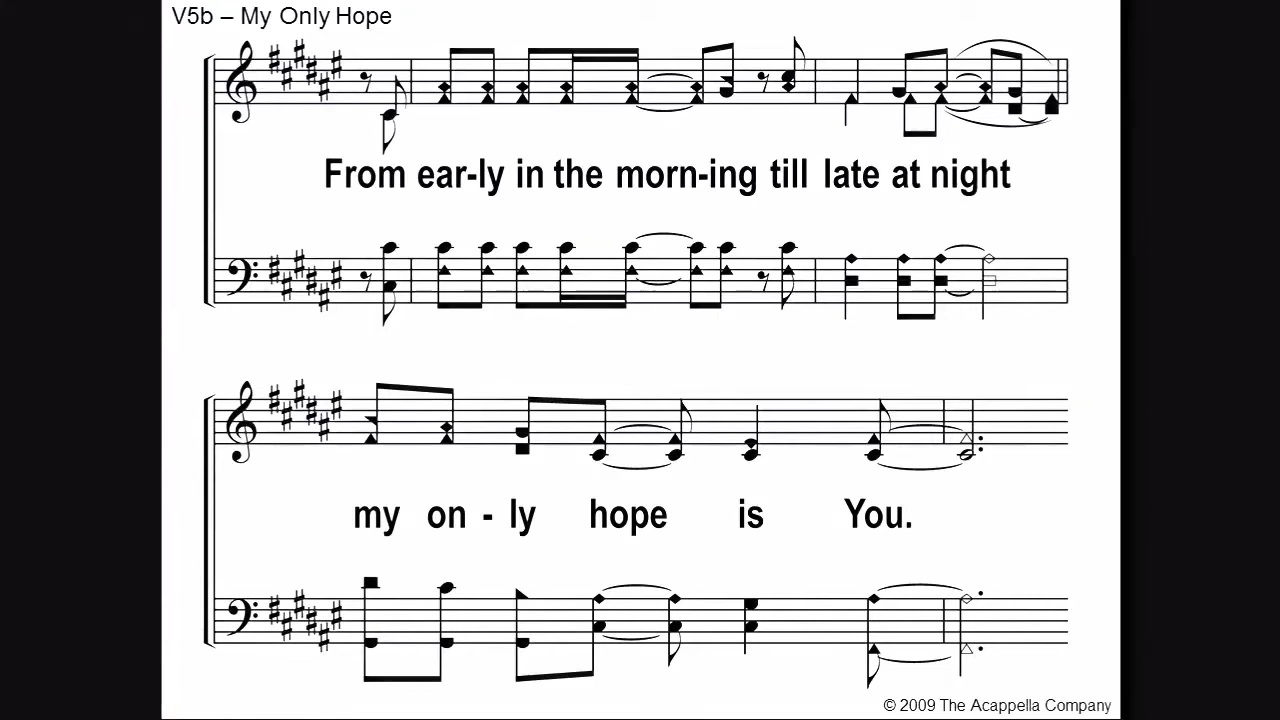 V5b – My Only Hope
From ear-ly in the morn-ing till late at night
my on - ly hope is You.
© 2009 The Acappella Company